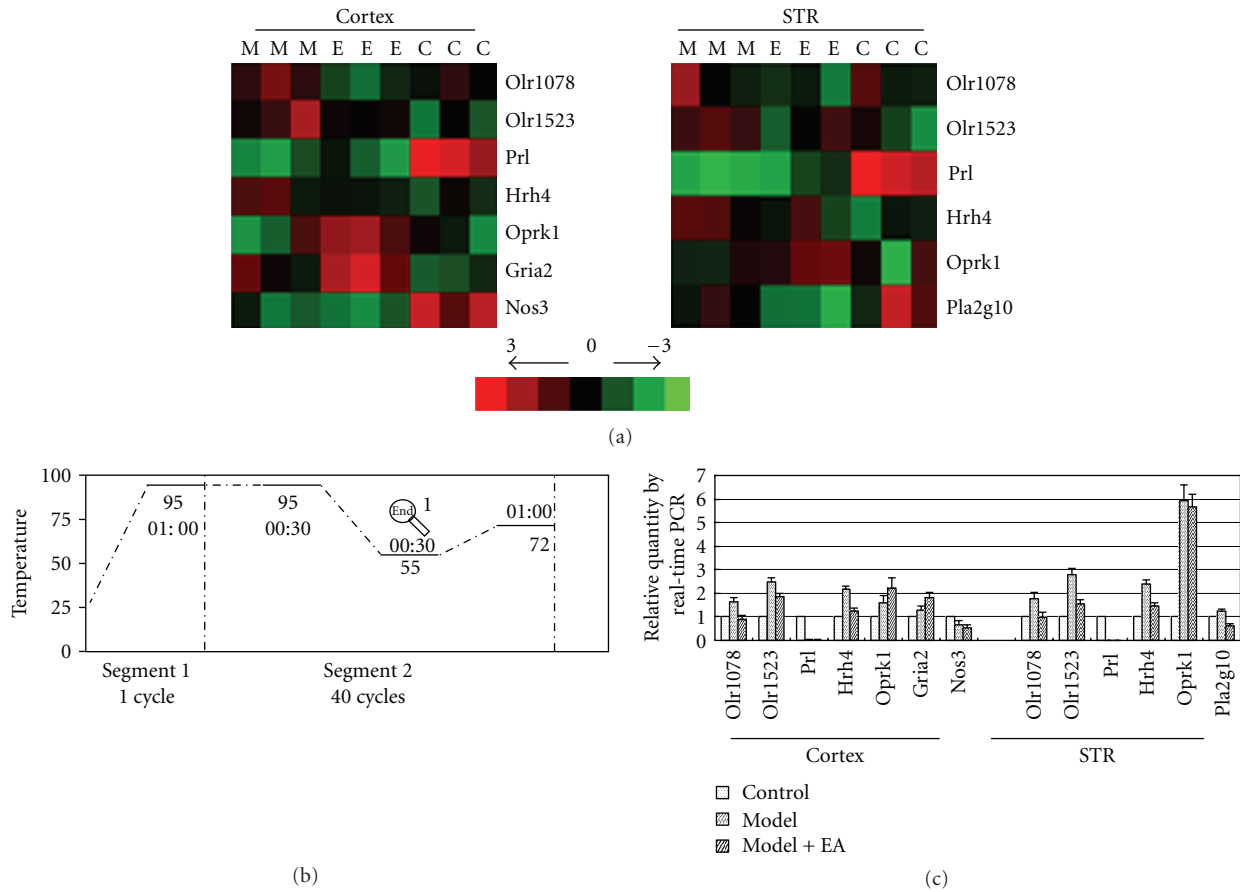 Cortex
M M M E E E C C C
Olr1078
Olr1523
Prl
Hrh4
Oprk1
Gria2
Nos3
STR
M M M E E E C C C
Olr1078
Olr1523
Prl
Hrh4
Oprk1
Pla2g10
3 0 −3
(a)
Temperature
100
75
50
25
0
95
01:00
95
00:30
End 1
00:30
55
01:00
72
Segment 1
1 cycle
Segment 2
40 cycles
(b)
Relative quantity by
real-time PCR
7
6
5
4
3
2
1
0
Olr1078
Olr1523
Prl
Hrh4
Oprk1
Gria2
Nos3
Olr1078
Olr1523
Prl
Hrh4
Oprk1
Pla2g10
Cortex
STR
Control
Model
Model + EA
(c)